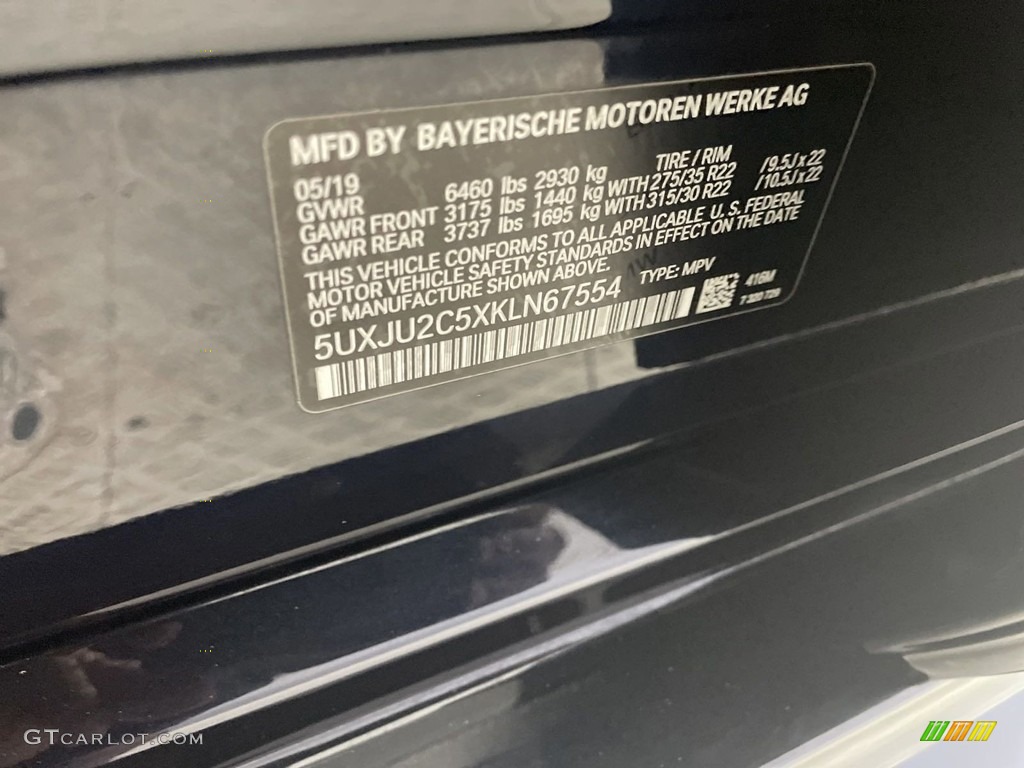 MFD BY BAYERISCHE MOTOREN WERKE AG
05/19 TIRE / RIM
GVWR 6460 lbs 2930 kg
GAWR FRONT 3175 lbs 1440 kg WITH 275/35 R22 / 9.5J x 22
GAWR REAR 3737 lbs 1695 kg WITH 315/30 R22 / 10.5J x 22
THIS VEHICLE CONFORMS TO ALL APPLICABLE U. S. FEDERAL
MOTOR VEHICLE SAFETY STANDARDS IN EFFECT ON THE DATE
OF MANUFACTURE SHOWN ABOVE.
5UXJU2C5XKLN67554 TYPE: MPV
416M
GTCARLOT.COM